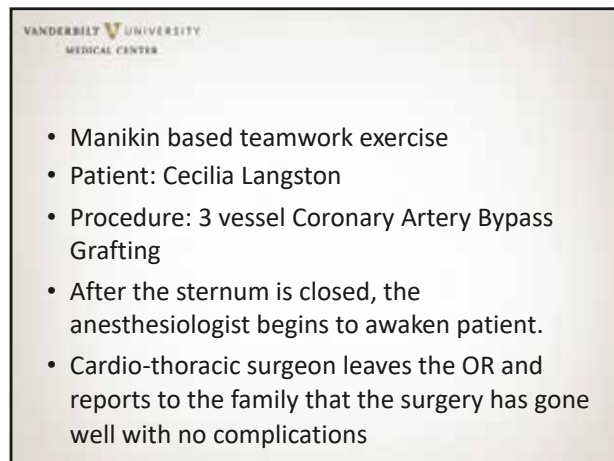 VANDERBILT V UNIVERSITY
MEDICAL CENTER
• Manikin based teamwork exercise
• Patient: Cecilia Langston
• Procedure: 3 vessel Coronary Artery Bypass
Grafting
• After the sternum is closed, the
anesthesiologist begins to awaken patient.
• Cardio-thoracic surgeon leaves the OR and
reports to the family that the surgery has gone
well with no complications